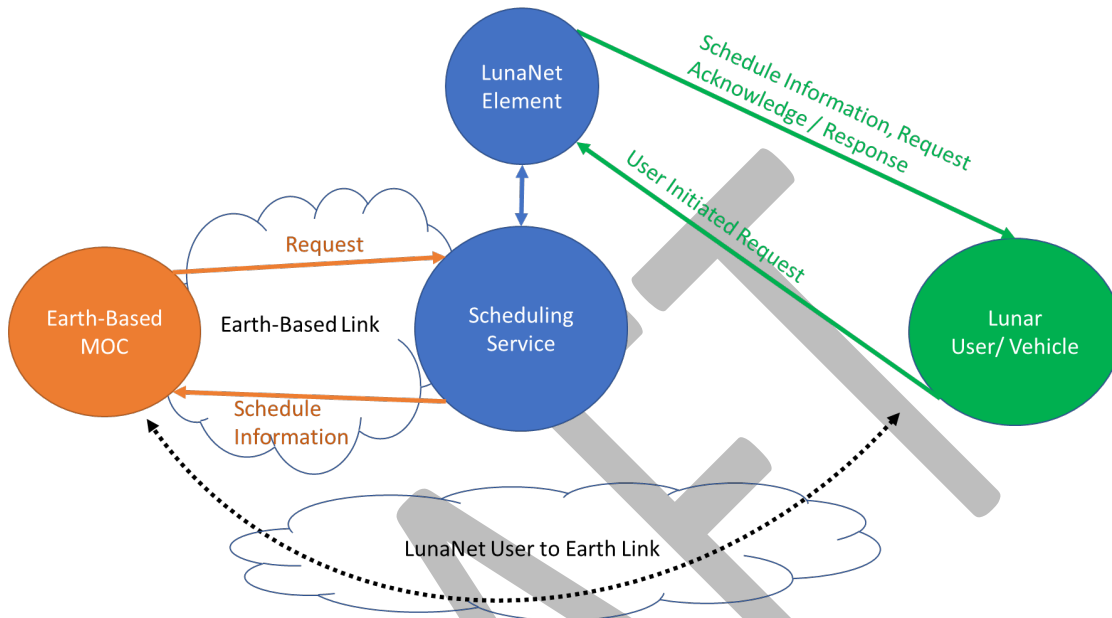 LunaNet
Element
Schedule Information, Request
Acknowledge / Response
User Initiated Request
Request
Earth-Based
MOC
Earth-Based Link
Scheduling
Service
Lunar
User/ Vehicle
Schedule
Information
LunaNet User to Earth Link